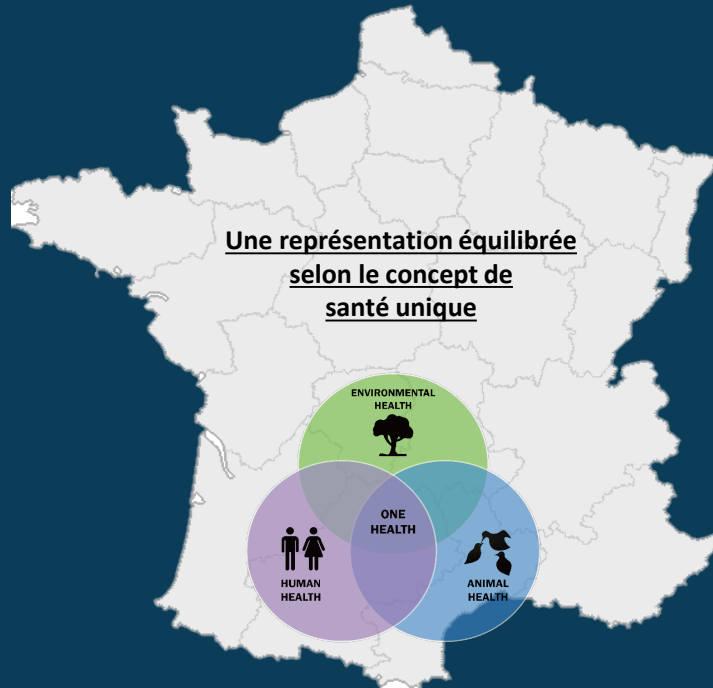 Une représentation équilibrée
selon le concept de
santé unique
ENVIRONMENTAL
HEALTH
ONE
HEALTH
HUMAN
HEALTH
ANIMAL
HEALTH